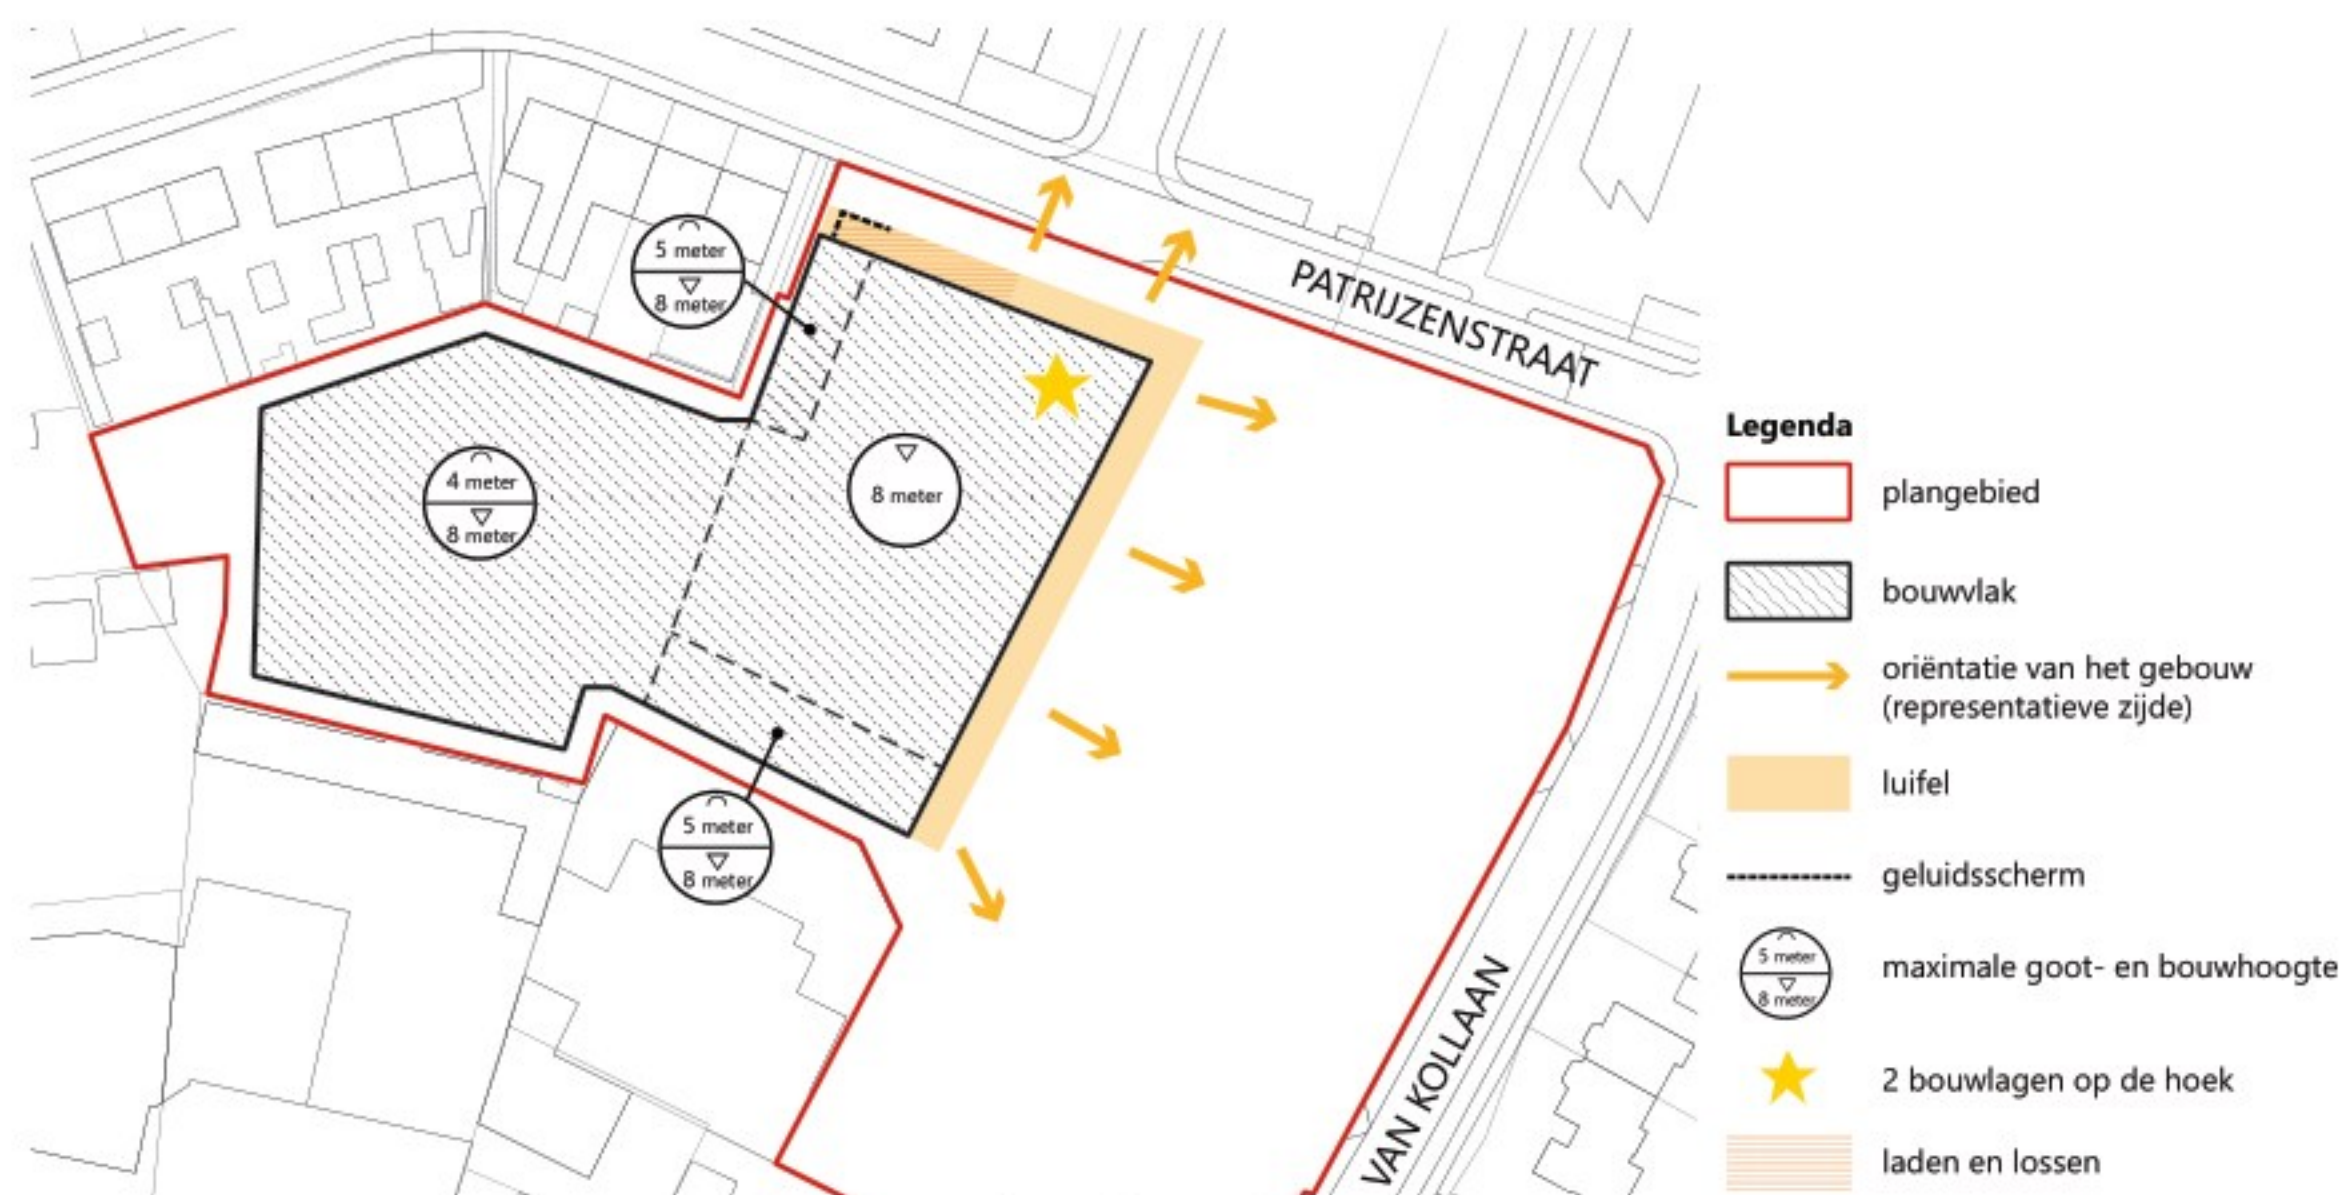 5 meter
8 meter
PATRIJZENSTRAAT
4 meter
8 meter
8 meter
5 meter
8 meter
VAN KOLLAAN
Legenda
plangebied
bouwvlak
oriëntatie van het gebouw
(representatieve zijde)
luifel
geluidsscherm
5 meter
8 meter
maximale goot- en bouwhoogte
2 bouwlagen op de hoek
laden en lossen